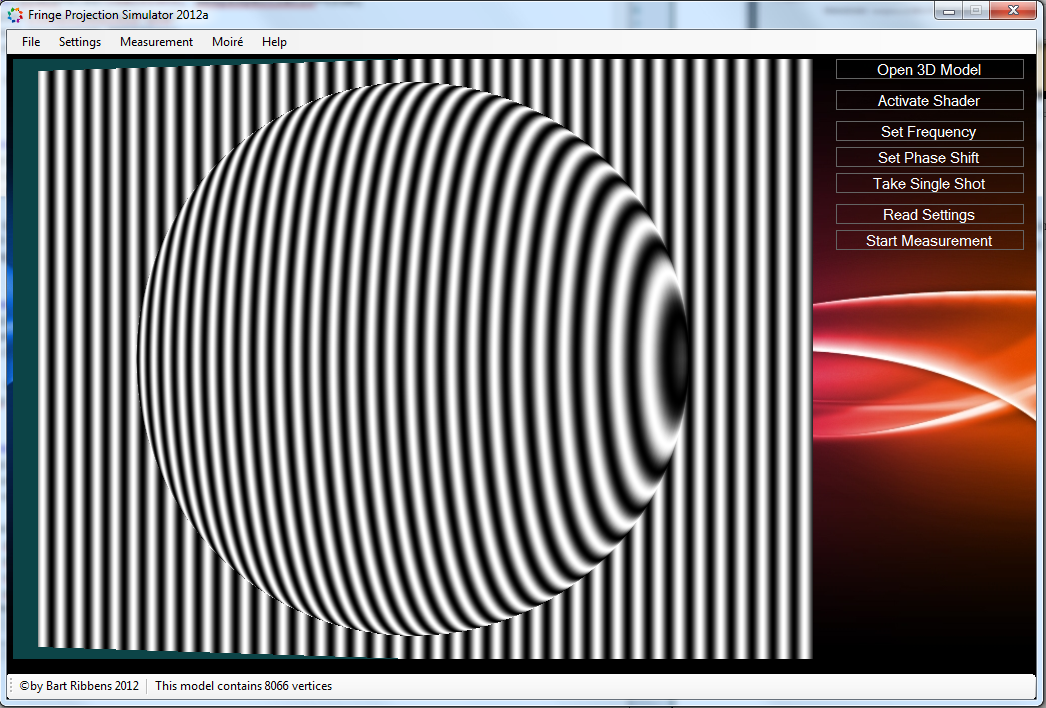 Fringe Projection Simulator 2012a
File Settings Measurement Moiré Help
Open 3D Model
Activate Shader
Set Frequency
Set Phase Shift
Take Single Shot
Read Settings
Start Measurement
©by Bart Ribbens 2012 This model contains 8066 vertices